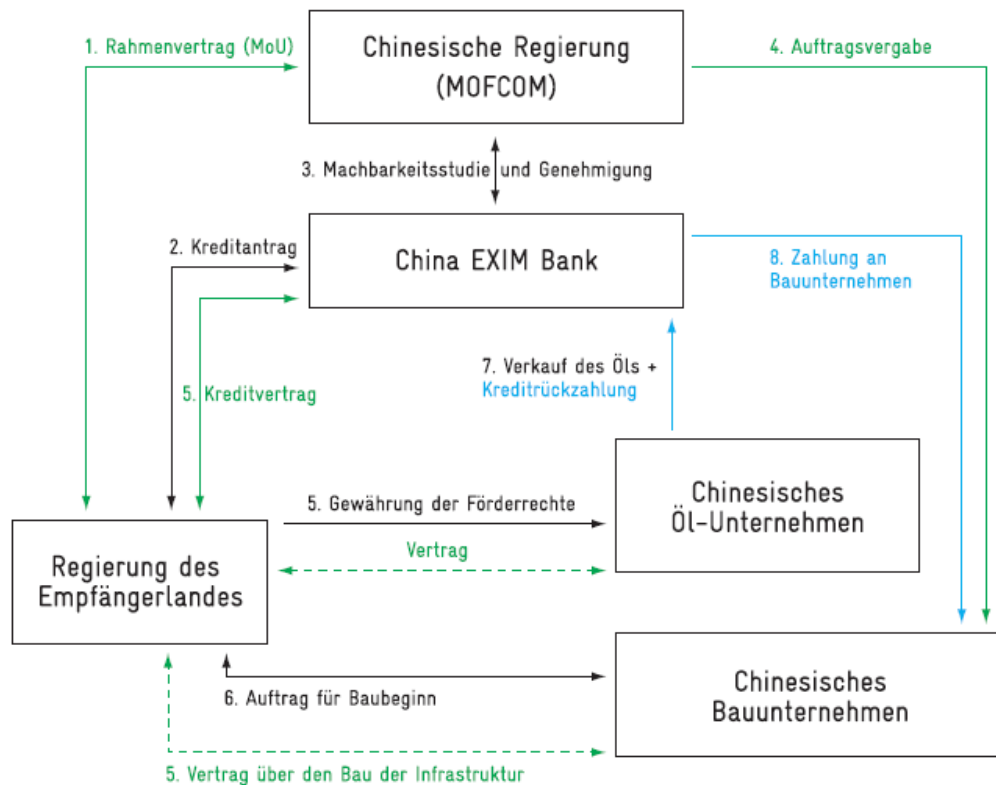 1. Rahmenvertrag (MoU)
Chinesische Regierung
(MOFCOM)
4. Auftragsvergabe
3. Machbarkeitsstudie und Genehmigung
2. Kreditantrag
China EXIM Bank
8. Zahlung an
Bauunternehmen
5. Kreditvertrag
7. Verkauf des Öls +
Kreditrückzahlung
5. Gewährung der Förderrechte
Chinesisches
Öl-Unternehmen
Vertrag
Regierung des
Empfängerlandes
6. Auftrag für Baubeginn
Chinesisches
Bauunternehmen
5. Vertrag über den Bau der Infrastruktur